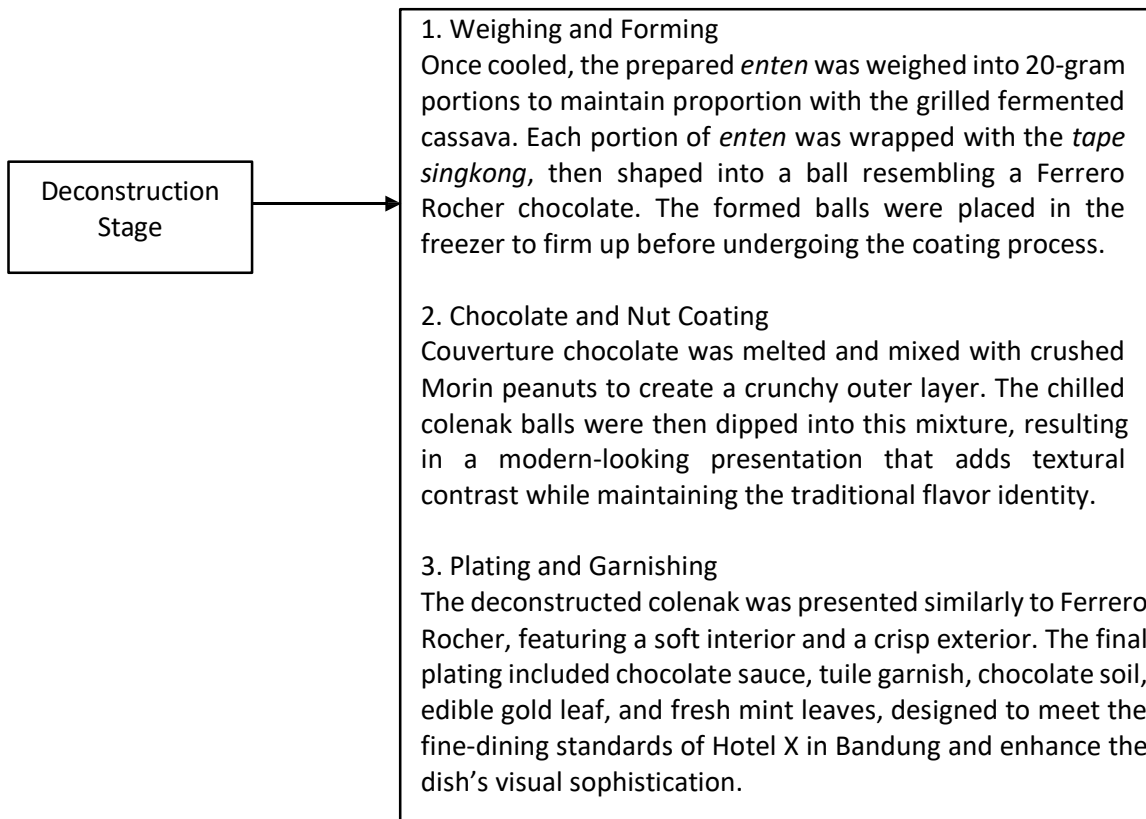 Deconstruction
Stage
1. Weighing and Forming
Once cooled, the prepared enten was weighed into 20-gram
portions to maintain proportion with the grilled fermented
cassava. Each portion of enten was wrapped with the tape
singkong, then shaped into a ball resembling a Ferrero
Rocher chocolate. The formed balls were placed in the
freezer to firm up before undergoing the coating process.
2. Chocolate and Nut Coating
Couverture chocolate was melted and mixed with crushed
Morin peanuts to create a crunchy outer layer. The chilled
colenak balls were then dipped into this mixture, resulting
in a modern-looking presentation that adds textural
contrast while maintaining the traditional flavor identity.
3. Plating and Garnishing
The deconstructed colenak was presented similarly to Ferrero
Rocher, featuring a soft interior and a crisp exterior. The final
plating included chocolate sauce, tuile garnish, chocolate soil,
edible gold leaf, and fresh mint leaves, designed to meet the
fine-dining standards of Hotel X in Bandung and enhance the
dish’s visual sophistication.